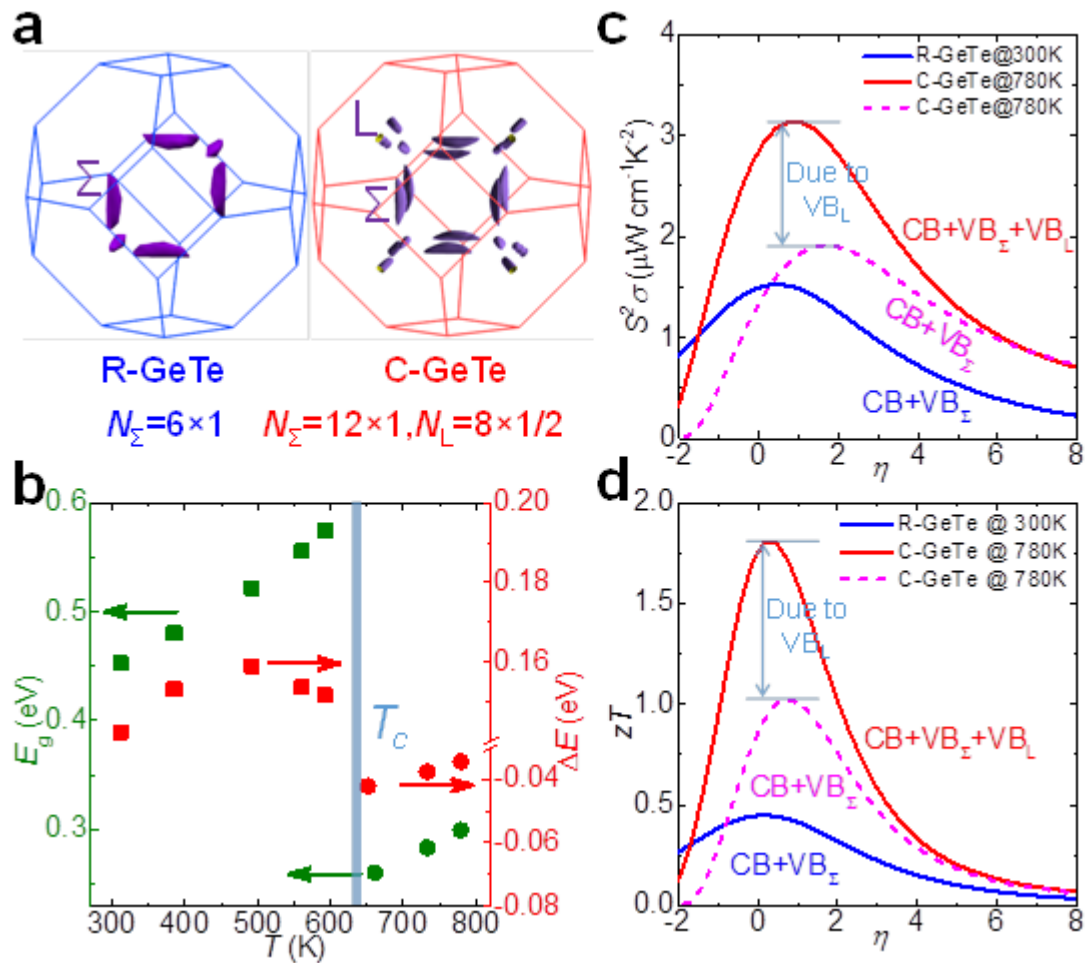 a
Σ
L
Σ
R-GeTe
C-GeTe
N_Σ=6×1
N_Σ=12×1,N_L=8×1/2
b
0.6
0.5
0.4
0.3
E_g (eV)
0.20
0.18
0.16
-0.04
-0.06
-0.08
ΔE (eV)
T_c
300 400 500 600 700 800
T (K)
c
4
3
2
1
0
S² σ (μW cm⁻¹K⁻²)
R-GeTe@300K
C-GeTe@780K
C-GeTe@780K
Due to
VB_L
CB+VB_Σ+VB_L
CB+VB_Σ
CB+VB_Σ
-2 0 2 4 6 8
η
d
2.0
1.5
1.0
0.5
0.0
zT
R-GeTe @ 300K
C-GeTe @ 780K
C-GeTe @ 780K
Due to
VB_L
CB+VB_Σ+VB_L
CB+VB_Σ
CB+VB_Σ
-2 0 2 4 6 8
η